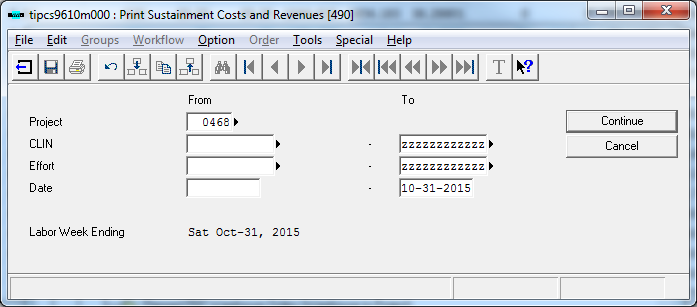 tipcs9610m000 : Print Sustainment Costs and Revenues [490]
File Edit Groups Workflow Option Order Tools Special Help
T ?
From To
Project 0468
CLIN - zzzzzzzzzzzz
Effort - zzzzzzzzzzzz
Date - 10-31-2015
Labor Week Ending Sat Oct-31, 2015
Continue
Cancel